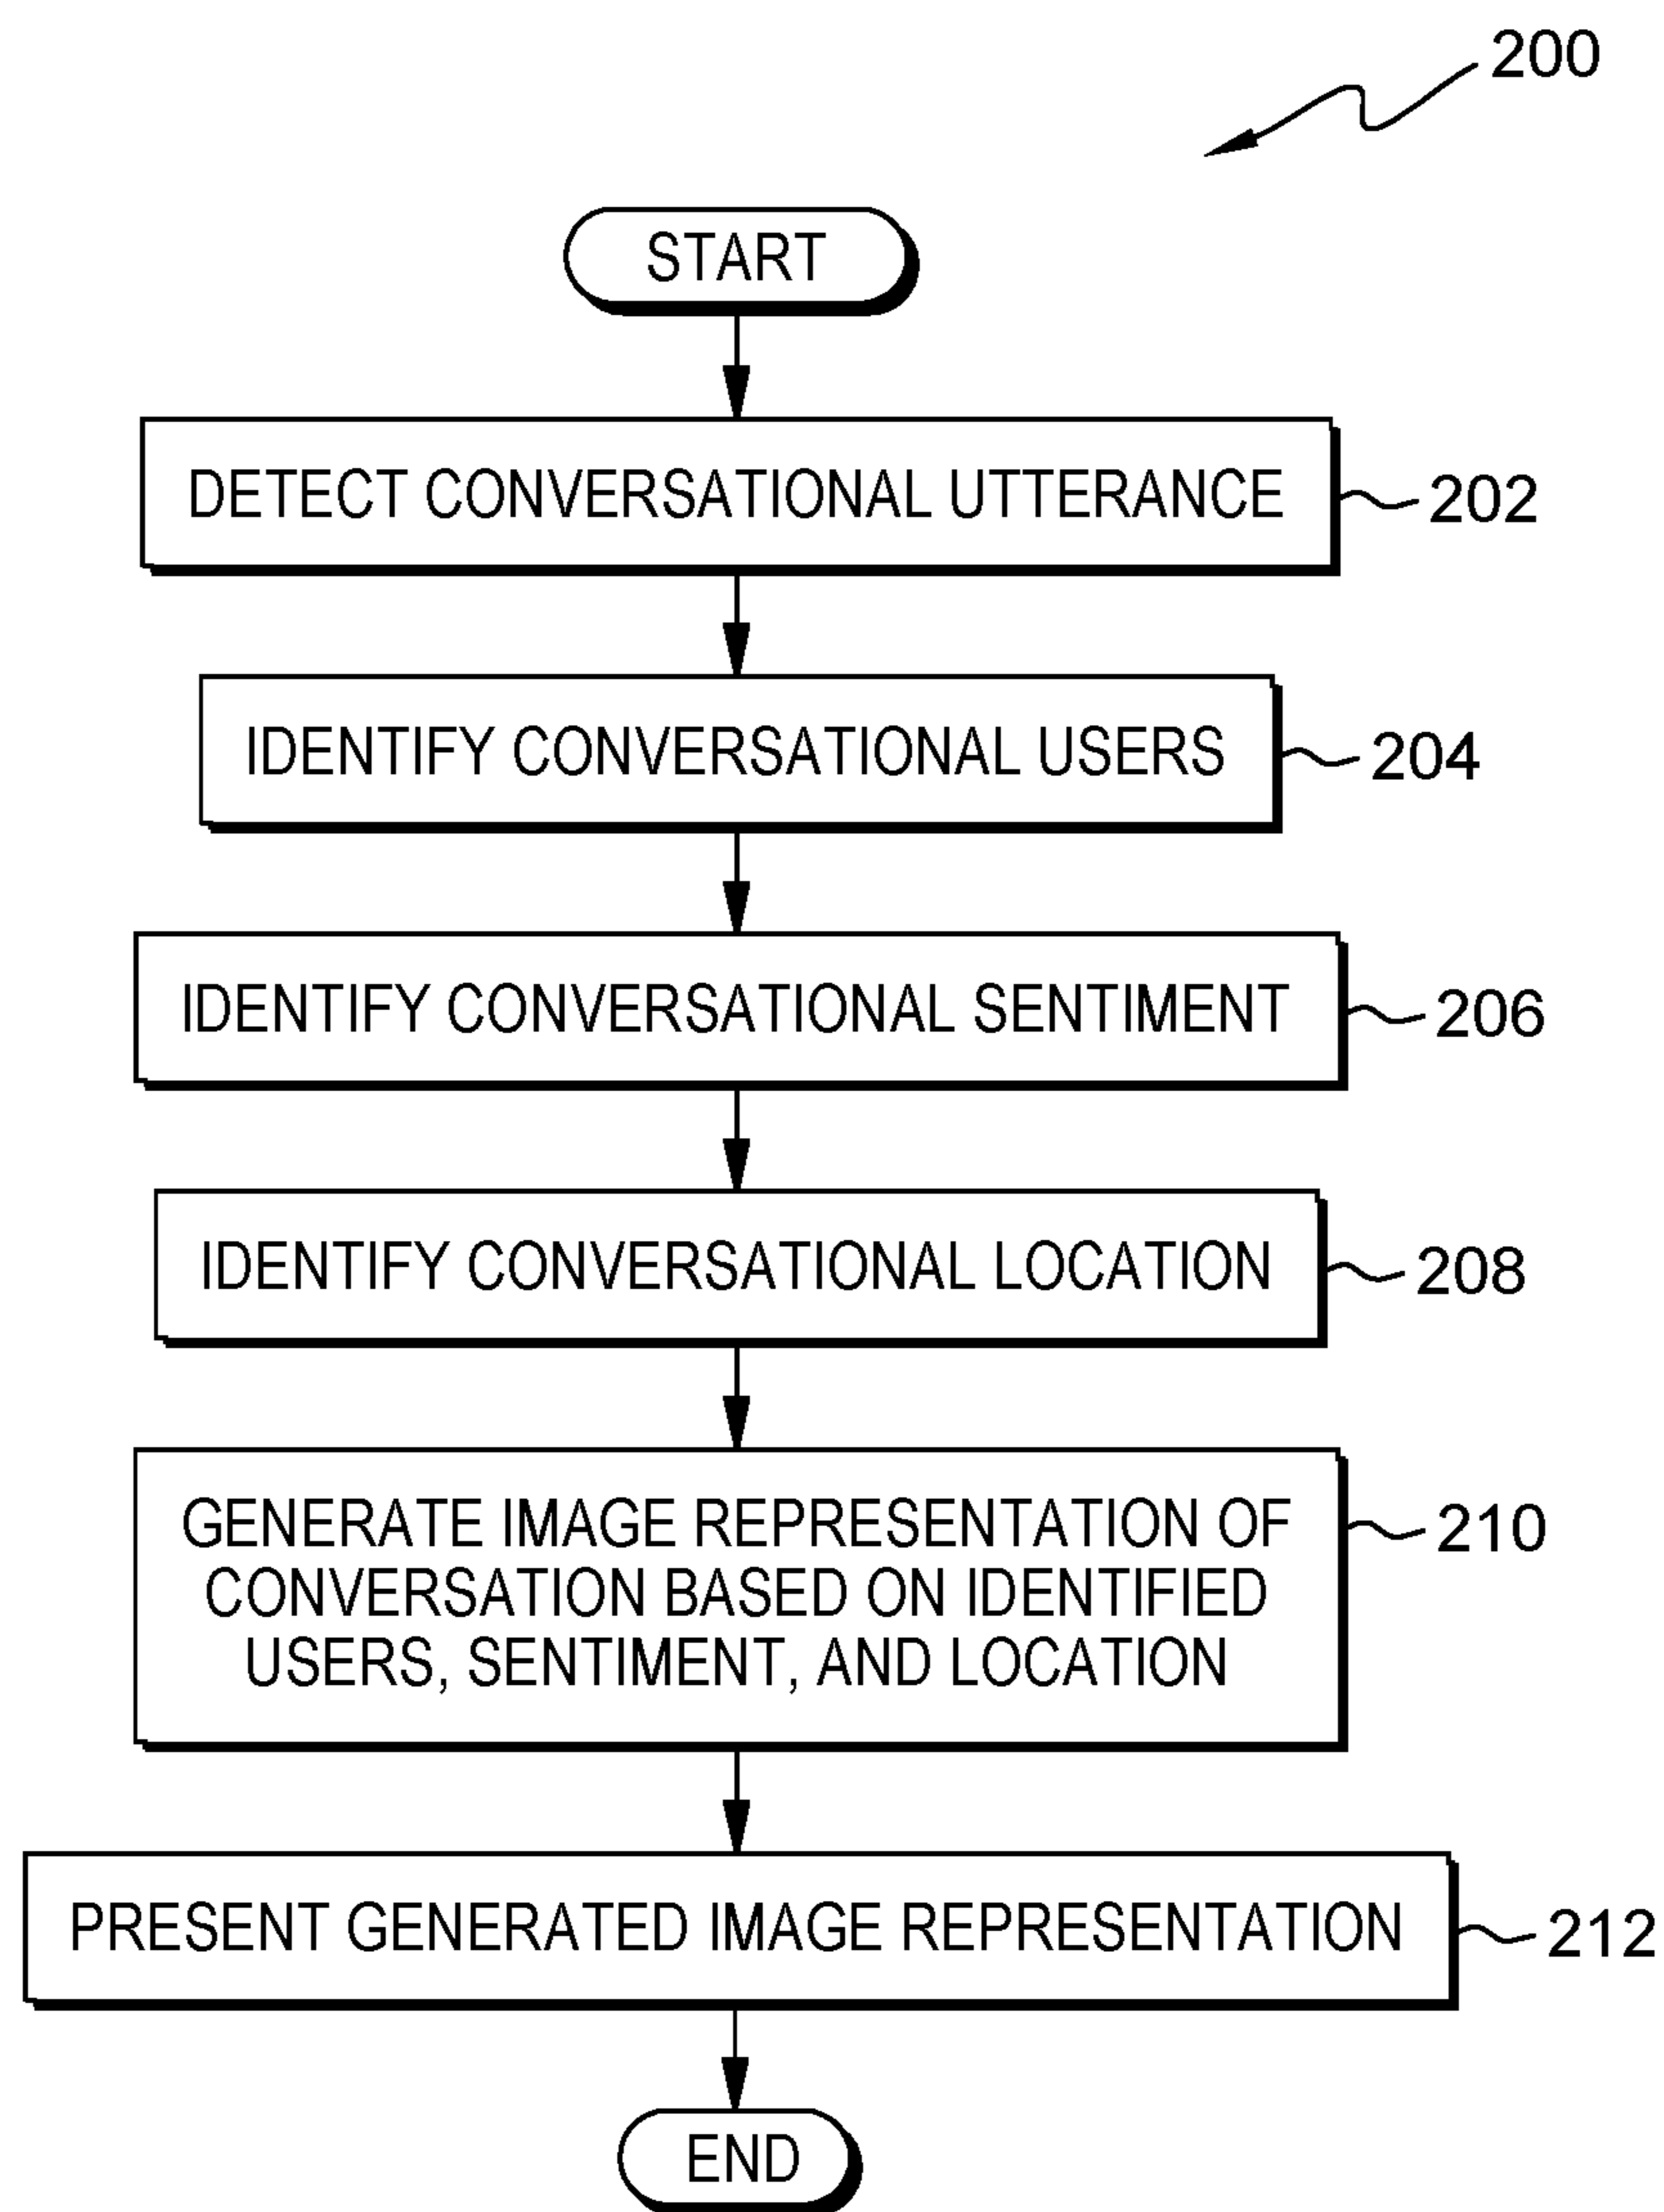 200
START
DETECT CONVERSATIONAL UTTERANCE
202
IDENTIFY CONVERSATIONAL USERS
204
IDENTIFY CONVERSATIONAL SENTIMENT
206
IDENTIFY CONVERSATIONAL LOCATION
208
GENERATE IMAGE REPRESENTATION OF
CONVERSATION BASED ON IDENTIFIED
USERS, SENTIMENT, AND LOCATION
210
PRESENT GENERATED IMAGE REPRESENTATION
212
END